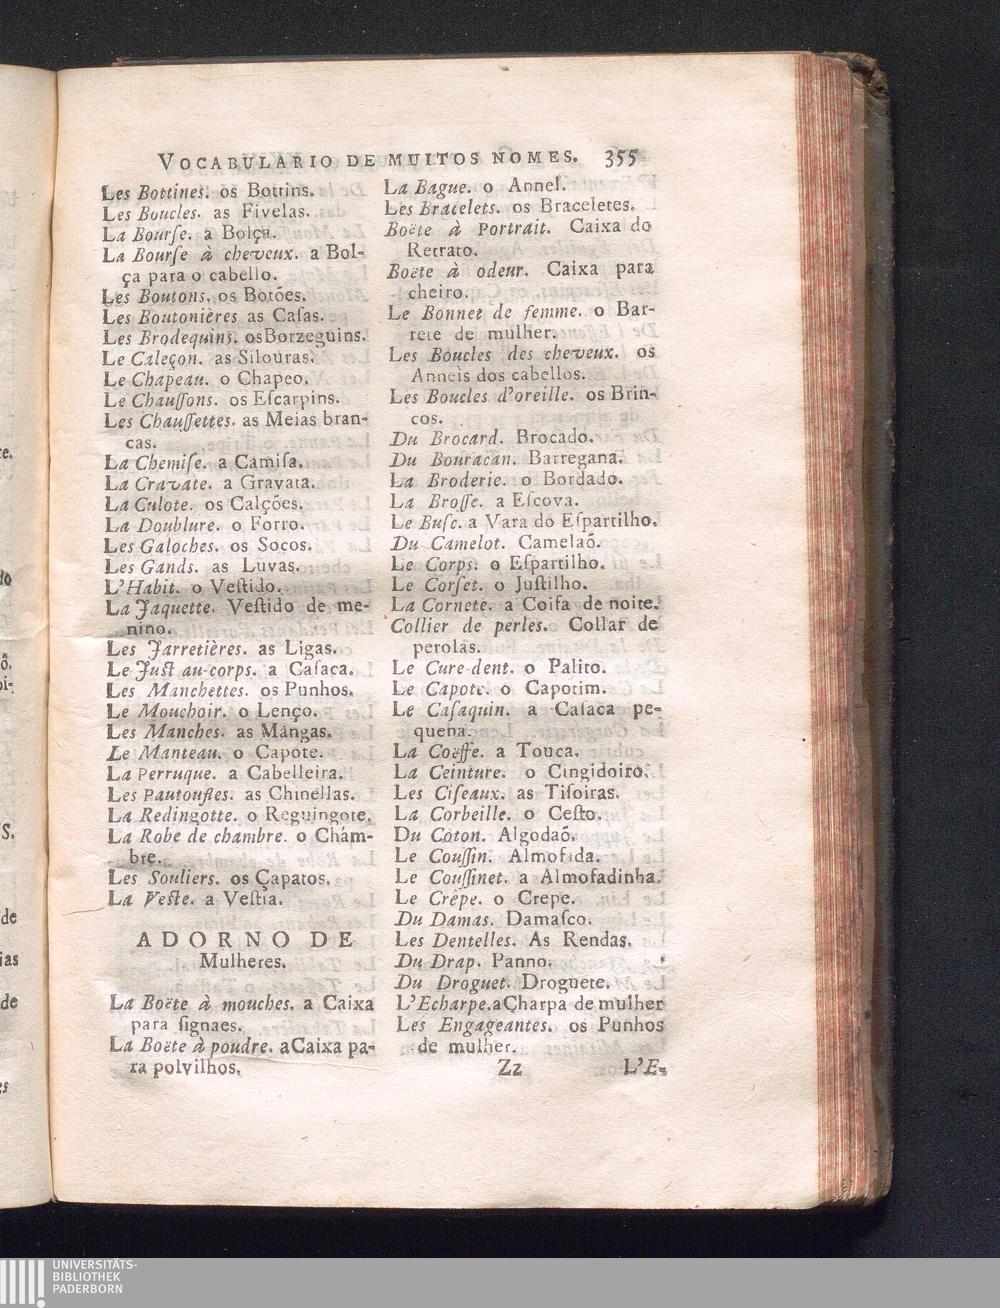 VOCABULARIO DE MUITOS NOMES. 355
Les Bottines. os Bottins.
Les Boucles. as Fivelas.
La Bourſe. a Bolça.
La Bourſe à cheveux. a Bol-
ça para o cabello.
Les Boutons. os Botões.
Les Boutonières as Caſas.
Les Brodequins. osBorzeguins.
Le Caleçon. as Silouras.
Le Chapeau. o Chapeo.
Le Chauſſons. os Eſcarpins.
Les Chauſſettes. as Meias bran-
cas.
La Chemiſe. a Camiſa.
La Cravate. a Gravata.
La Culote. os Calções.
La Doublure. o Forro.
Les Galoches. os Socos.
Les Gands. as Luvas.
L'Habit. o Veſtido.
La Jaquette. Veſtido de me-
nino.
Les Jarretières. as Ligas.
Le Juſt au-corps. a Caſaca.
Les Manchettes. os Punhos.
Le Mouchoir. o Lenço.
Les Manches. as Mangas.
Le Manteau. o Capote.
La Perruque. a Cabelleira.
Les Pautoufles. as Chinellas.
La Redingotte. o Reguingote.
La Robe de chambre. o Chám-
bre.
Les Souliers. os Çapatos.
La Veſte. a Veſtia.
ADORNO DE
Mulheres.
La Boëte à mouches. a Caixa
para ſignaes.
La Boëte à poudre. aCaixa pa-
ra polvilhos.
La Bague. o Annel.
Les Bracelets. os Braceletes.
Boëte à Portrait. Caixa do
Retrato.
Boëte à odeur. Caixa para
cheiro.
Le Bonnet de femme. o Bar-
rete de mulher.
Les Boucles des cheveux. os
Anneis dos cabellos.
Les Boucles d'oreille. os Brin-
cos.
Du Brocard. Brocado.
Du Bouracan. Barregana.
La Broderie. o Bordado.
La Broſſe. a Eſcova.
Le Buſc. a Vara do Eſpartilho.
Du Camelot. Camelaõ.
Le Corps. o Eſpartilho.
Le Corſet. o Juſtilho.
La Cornete. a Coifa de noite.
Collier de perles. Collar de
perolas.
Le Cure-dent. o Palito.
Le Capote. o Capotim.
Le Caſaquin. a Caſaca pe-
quena.
La Coëffe. a Touca.
La Ceinture. o Cingidoiro.
Les Ciſeaux. as Tiſoiras.
La Corbeille. o Ceſto.
Du Còton. Algodaõ.
Le Couſſin. Almofada.
Le Couſſinet. a Almofadinha.
Le Crêpe. o Crepe.
Du Damas. Damaſco.
Les Dentelles. As Rendas.
Du Drap. Panno.
Du Droguet. Droguete.
L'Echarpe.aÇharpa de mulher
Les Engageantes. os Punhos
de mulher.
Zz L'E-
UNIVERSITÄTS-
BIBLIOTHEK
PADERBORN